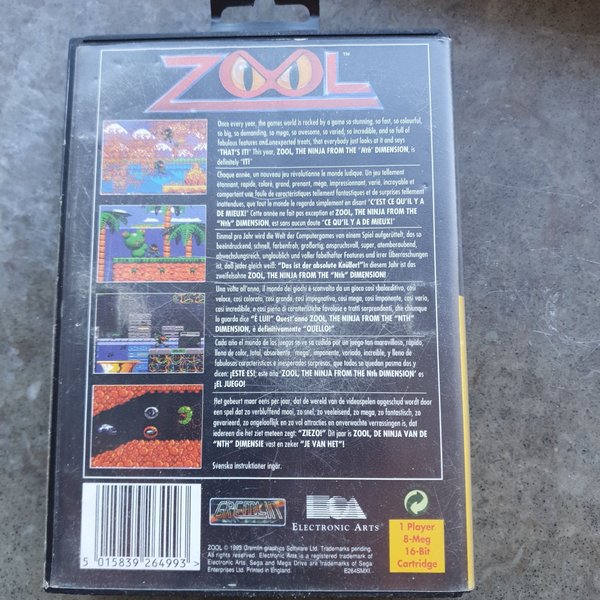 ZOOL™
Once every year, the games world is rocked by a game so stunning, so fast, so colourful,
so big, so demanding, so mega, so awesome, so varied, so incredible, and so full of
fabulous features and unexpected treats, that everybody just looks at it and says
"THAT'S IT!" This year, ZOOL, THE NINJA FROM THE "Nth" DIMENSION, is
definitely "IT!"
Chaque année, un nouveau jeu révolutionne le monde ludique. Un jeu tellement
étonnant, rapide, coloré, grand, prenant, méga, impressionnant, varié, incroyable et
comportant une foule de caractéristiques tellement fantastiques et de surprises tellement
inattendues, que tout le monde le regarde simplement en disant "C'EST CE QU'IL Y A
DE MIEUX!" Cette année ne fait pas exception et ZOOL, THE NINJA FROM THE
"Nth" DIMENSION, est sans aucun doute "CE QU'IL Y A DE MIEUX!"
Einmal pro Jahr wird die Welt der Computergames von einem Spiel aufgerüttelt, das so
beeindruckend, schnell, farbenfroh, großartig, anspruchsvoll, super, atemberaubend,
abwechslungsreich, unglaublich und voller fabelhafter Features und irrer Überraschungen
ist, daß jeder gleich weiß: "Das ist der absolute Knüller!" In diesem Jahr ist das
zweifelsohne ZOOL, THE NINJA FROM THE "Nth" DIMENSION!
Una volta all'anno, il mondo dei giochi è sconvolto da un gioco così sbalorditivo, così
veloce, così colorato, così grande, così impegnativo, così mega, così imponente, così vario,
così incredibile, e così pieno di caratteristiche favolose e tratti sorprendenti, che chiunque
lo guarda dice "È LUI!" Quest'anno ZOOL, THE NINJA FROM THE "NTH"
DIMENSION, è definitivamente "QUELLO!"
Cada año el mundo de los juegos se ve sacudido por un juego tan maravilloso, rápido,
lleno de color, total, absorbente, 'mega', imponente, variado, increíble, y lleno de
fabulosas características e inesperadas sorpresas, que todos se quedan pasmados y
dicen: ¡ESTE ES!; este año 'ZOOL, THE NINJA FROM THE Nth DIMENSION' es
¡EL JUEGO!
Het gebeurt maar eens per jaar, dat de wereld van de videospelen opgeschud wordt door
een spel dat zo verbluffend mooi, zo snel, zo veeleisend, zo mega, zo fantastisch, zo
gevarieerd, zo ongelooflijk en zo vol attracties en onverwachte verrassingen is, dat
iedereen die het ziet meteen zegt: "ZIEZO!" Dit jaar is ZOOL, DE NINJA VAN DE
"NTH" DIMENSIE vast en zeker "JE VAN HET"!
Svenska instruktioner ingår.
GREMLIN
EA
ELECTRONIC ARTS®
1 Player
8-Meg
16-Bit
Cartridge
5 015839 264993 >
ZOOL © 1993 Gremlin graphics Software Ltd. Trademarks pending.
All rights reserved. Electronic Arts is a registered trademark of
Electronic Arts. Sega and Mega Drive are trademarks of Sega
Enterprises Ltd. Printed in England.
E264SMXI